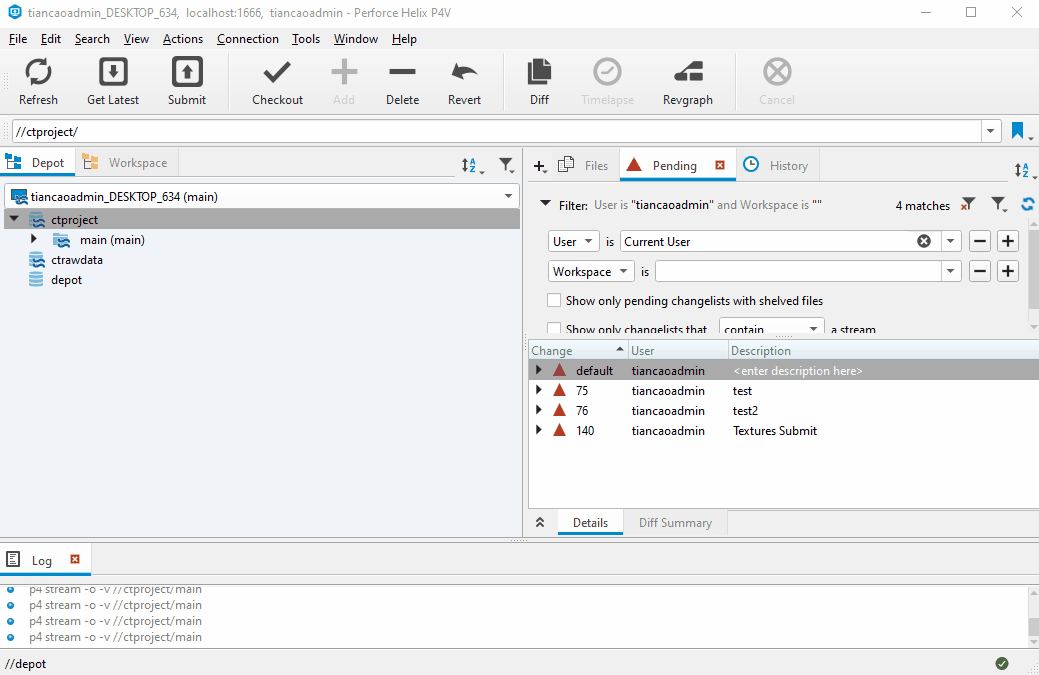 tiancaoadmin_DESKTOP_634, localhost:1666, tiancaoadmin - Perforce Helix P4V
File Edit Search View Actions Connection Tools Window Help
Refresh Get Latest Submit Checkout Add Delete Revert Diff Timelapse Revgraph Cancel
//ctproject/
Depot Workspace
tiancaoadmin_DESKTOP_634 (main)
ctproject
main (main)
ctrawdata
depot
Files Pending History
Filter: User is "tiancaoadmin" and Workspace is "" 4 matches
User is Current User
Workspace is
Show only pending changelists with shelved files
Show only changelists that contain a stream
Change User Description
default tiancaoadmin <enter description here>
75 tiancaoadmin test
76 tiancaoadmin test2
140 tiancaoadmin Textures Submit
Details Diff Summary
Log
p4 stream -o -v //ctproject/main
p4 stream -o -v //ctproject/main
p4 stream -o -v //ctproject/main
p4 stream -o -v //ctproject/main
//depot